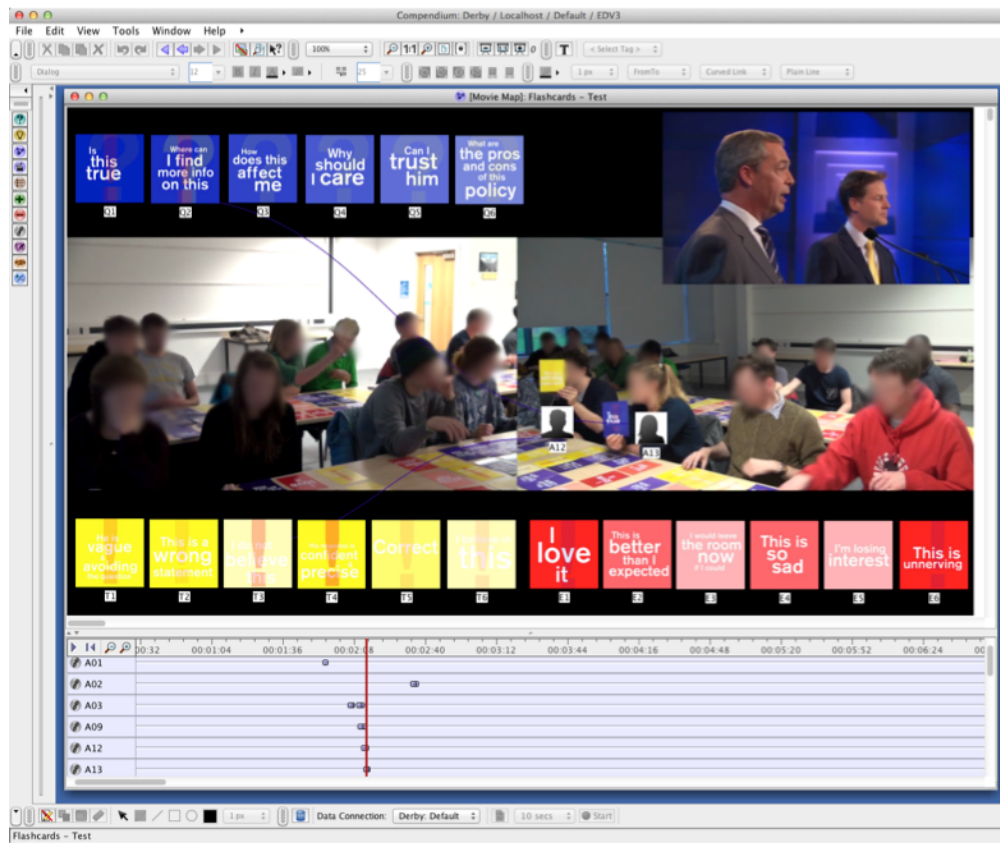 Compendium: Derby / Localhost / Default / EDV3
File Edit View Tools Window Help
100%
1:1
T
< Select Tag >
Dialog
12
25
1 px
FromTo
Curved Link
Plain Line
[Movie Map]: Flashcards – Test
Is this true
Where can I find more info on this
How does this affect me
Why should I care
Can I trust him
What are the pros and cons of this policy
Q1 Q2 Q3 Q4 Q5 Q6
A12
A13
He is vague avoiding the question
This is a wrong statement
I do not believe this
confident precise
Correct
this
I love it
This is better than I expected
I would leave the room now if I could
This is so sad
I'm losing interest
This is unnerving
T1 T2 T3 T4 T5 T6 E1 E2 E3 E4 E5 E6
00:32 00:01:04 00:01:36 00:02:08 00:02:40 00:03:12 00:03:44 00:04:16 00:04:48 00:05:20 00:05:52 00:06:24
A01
A02
A03
A09
A12
A13
1 px
Data Connection:
Derby: Default
10 secs
Start
Flashcards – Test